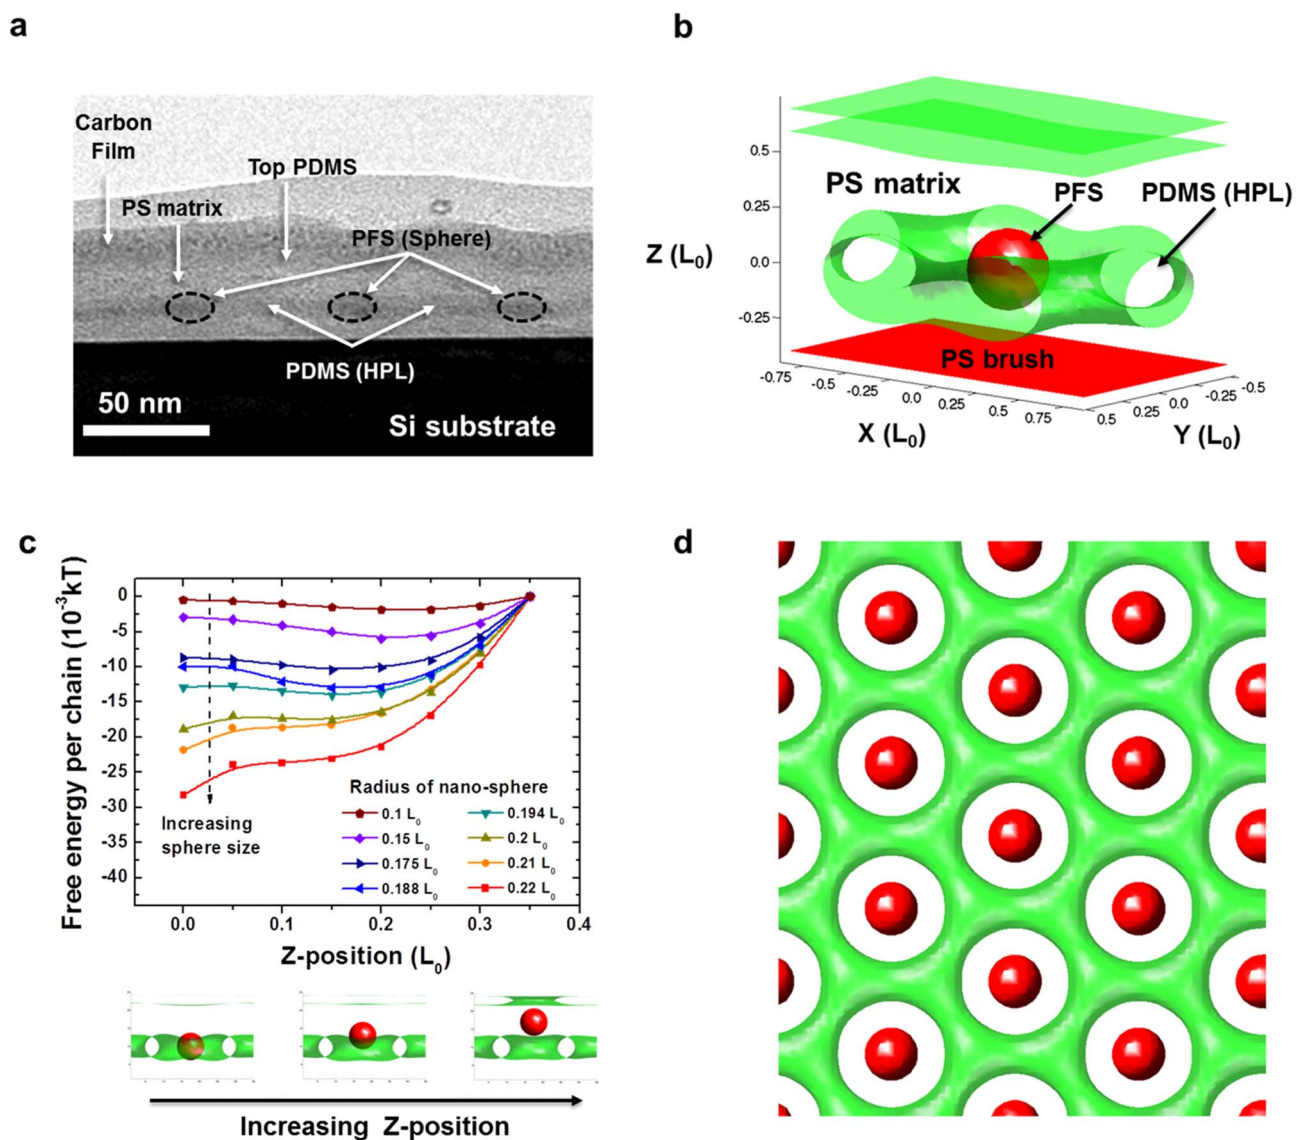 a
Carbon
Film
Top PDMS
PS matrix
PFS (Sphere)
PDMS (HPL)
50 nm
Si substrate
b
0.5
0.25
0.0
-0.25
Z (L0)
PS matrix
PFS
PDMS (HPL)
PS brush
-0.75
-0.5
-0.25
0.0
0.25
0.5
0.75
X (L0)
0.5
0.25
0.0
-0.25
-0.5
Y (L0)
c
Free energy per chain (10-3kT)
0
-5
-10
-15
-20
-25
-30
-35
-40
Increasing
sphere size
Radius of nano-sphere
0.1 L0
0.15 L0
0.175 L0
0.188 L0
0.194 L0
0.2 L0
0.21 L0
0.22 L0
0.0 0.1 0.2 0.3 0.4
Z-position (L0)
Increasing Z-position
d